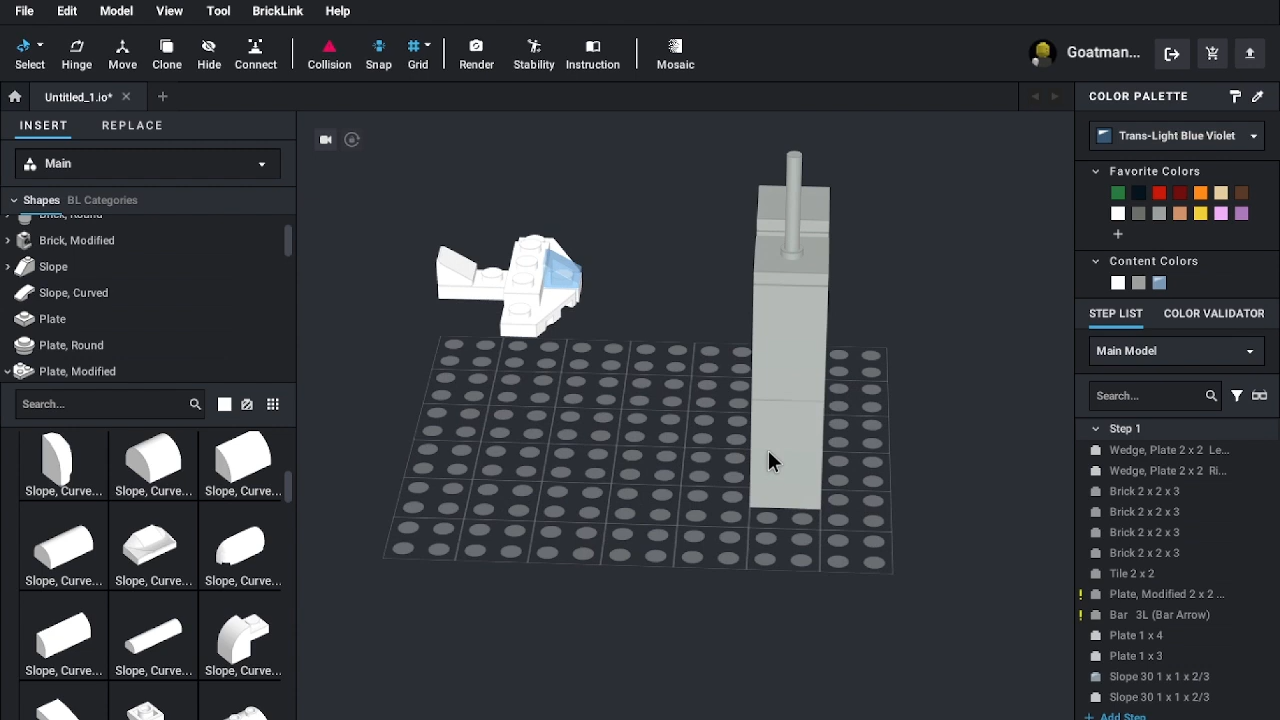 File Edit Model View Tool BrickLink Help
Select Hinge Move Clone Hide Connect Collision Snap Grid Render Stability Instruction Mosaic
Goatman...
Untitled_1.io*
INSERT REPLACE
Main
Shapes BL Categories
Brick, Round
Brick, Modified
Slope
Slope, Curved
Plate
Plate, Round
Plate, Modified
Search...
Slope, Curve... Slope, Curve... Slope, Curve...
Slope, Curve... Slope, Curve... Slope, Curve...
Slope, Curve... Slope, Curve... Slope, Curve...
COLOR PALETTE
Trans-Light Blue Violet
Favorite Colors
Content Colors
STEP LIST COLOR VALIDATOR
Main Model
Search...
Step 1
Wedge, Plate 2 x 2 Le...
Wedge, Plate 2 x 2 Ri...
Brick 2 x 2 x 3
Brick 2 x 2 x 3
Brick 2 x 2 x 3
Brick 2 x 2 x 3
Tile 2 x 2
Plate, Modified 2 x 2 ...
Bar 3L (Bar Arrow)
Plate 1 x 4
Plate 1 x 3
Slope 30 1 x 1 x 2/3
Slope 30 1 x 1 x 2/3
+ Add Step